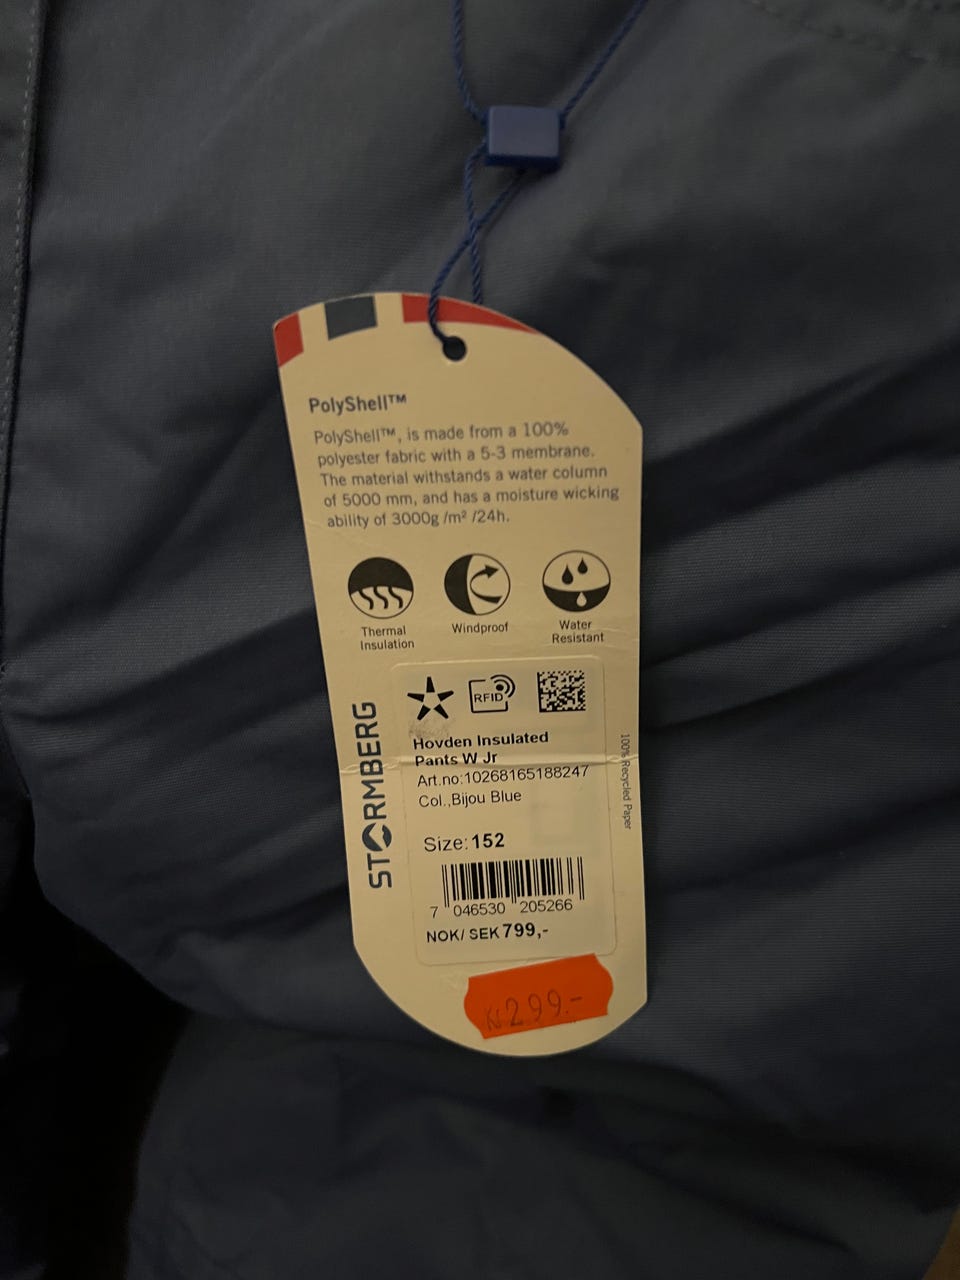 PolyShell™
PolyShell™, is made from a 100%
polyester fabric with a 5-3 membrane.
The material withstands a water column
of 5000 mm, and has a moisture wicking
ability of 3000g /m² /24h.
Thermal
Insulation
Windproof
Water
Resistant
STORMBERG
RFID
Hovden Insulated
Pants W Jr
Art.no:10268165188247
Col.,Bijou Blue
100% Recycled Paper
Size: 152
7 046530 205266
NOK/ SEK 799,-
Kr 299.-